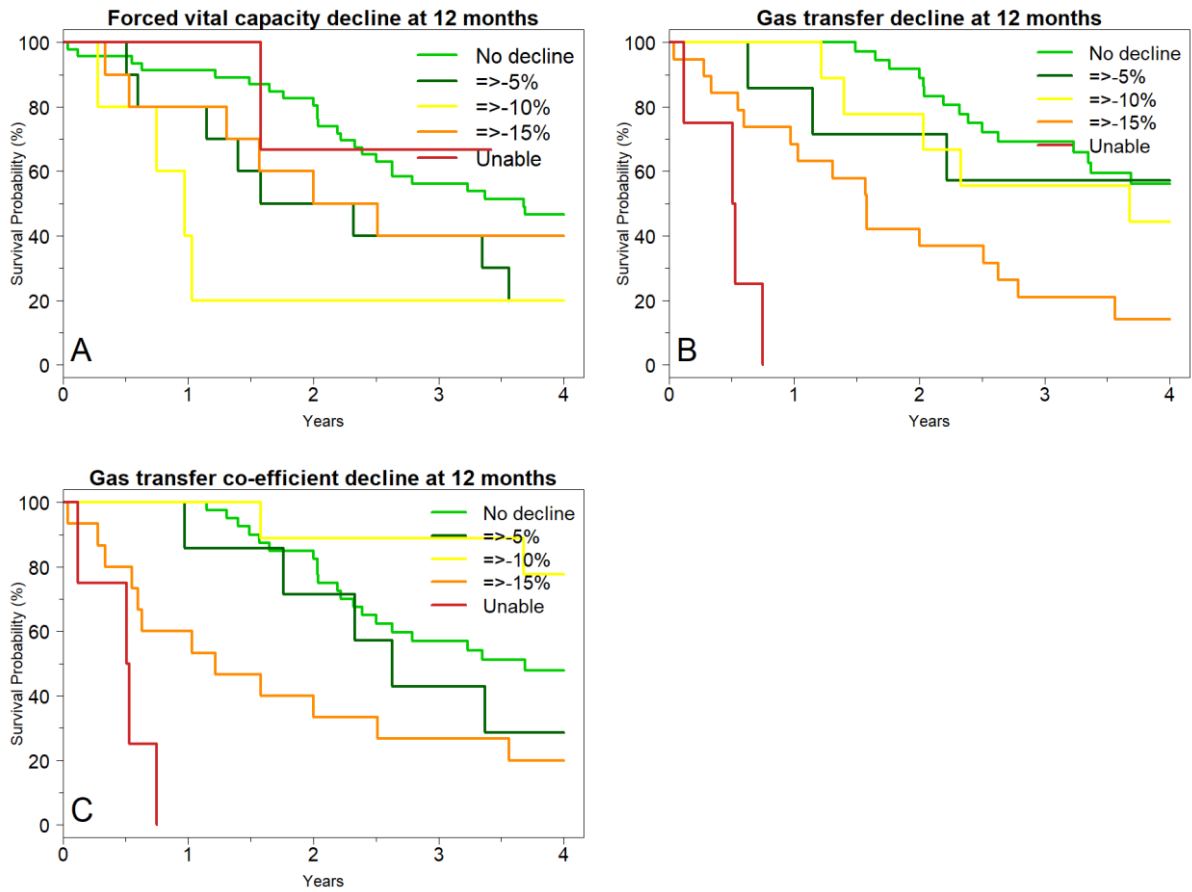 Forced vital capacity decline at 12 months
100
80
60
40
20
0
Survival Probability (%)
No decline
=>-5%
=>-10%
=>-15%
Unable
A
0 1 2 3 4
Years
Gas transfer decline at 12 months
100
80
60
40
20
0
Survival Probability (%)
No decline
=>-5%
=>-10%
=>-15%
Unable
B
0 1 2 3 4
Years
Gas transfer co-efficient decline at 12 months
100
80
60
40
20
0
Survival Probability (%)
No decline
=>-5%
=>-10%
=>-15%
Unable
C
0 1 2 3 4
Years